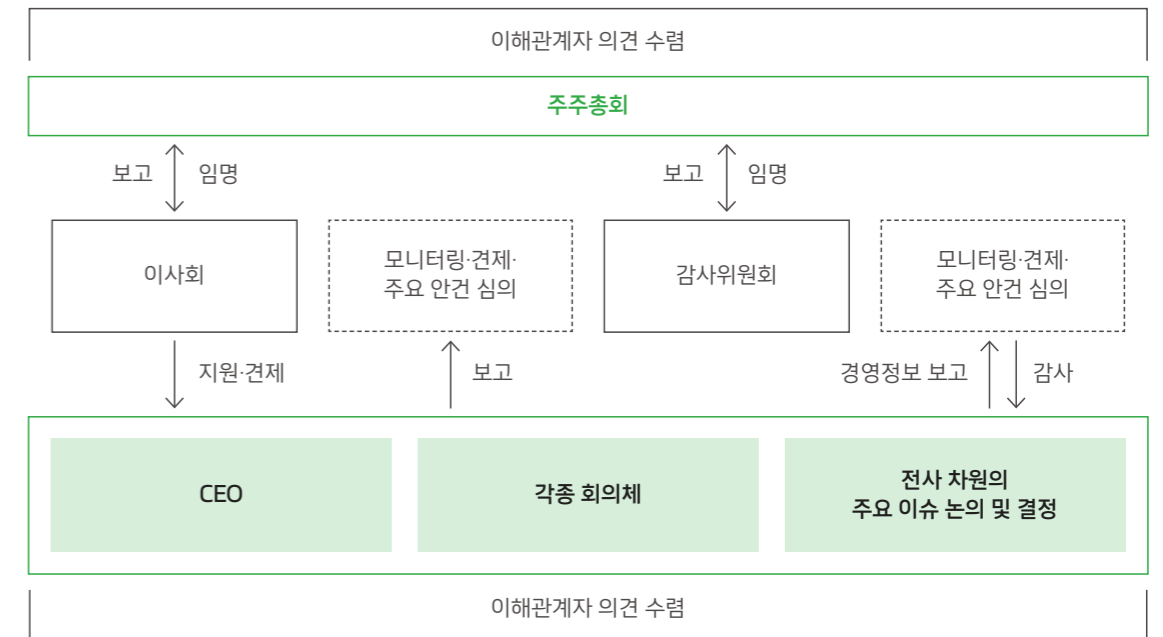 이해관계자 의견 수렴
주주총회
보고
임명
보고
임명
이사회
모니터링·견제·
주요 안건 심의
감사위원회
모니터링·견제·
주요 안건 심의
지원·견제
보고
경영정보 보고
감사
CEO
각종 회의체
전사 차원의
주요 이슈 논의 및 결정
이해관계자 의견 수렴